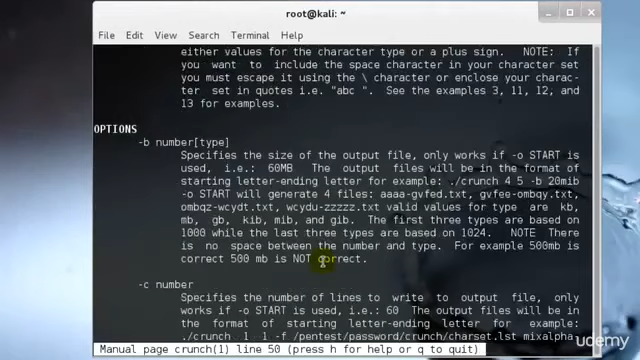 root@kali: ~
File Edit View Search Terminal Help
either values for the character type or a plus sign. NOTE: If
you want to include the space character in your character set
you must escape it using the \ character or enclose your charac-
ter set in quotes i.e. "abc ". See the examples 3, 11, 12, and
13 for examples.
OPTIONS
-b number[type]
Specifies the size of the output file, only works if -o START is
used, i.e.: 60MB The output files will be in the format of
starting letter-ending letter for example: ./crunch 4 5 -b 20mib
-o START will generate 4 files: aaaa-gvfed.txt, gvfee-ombqy.txt,
ombqz-wcydt.txt, wcydu-zzzzz.txt valid values for type are kb,
mb, gb, kib, mib, and gib. The first three types are based on
1000 while the last three types are based on 1024. NOTE There
is no space between the number and type. For example 500mb is
correct 500 mb is NOT correct.
-c number
Specifies the number of lines to write to output file, only
works if -o START is used, i.e.: 60 The output files will be in
the format of starting letter-ending letter for example:
./crunch 1 1 -f /pentest/password/crunch/charset.lst mixalpha-
Manual page crunch(1) line 50 (press h for help or q to quit)
udemy